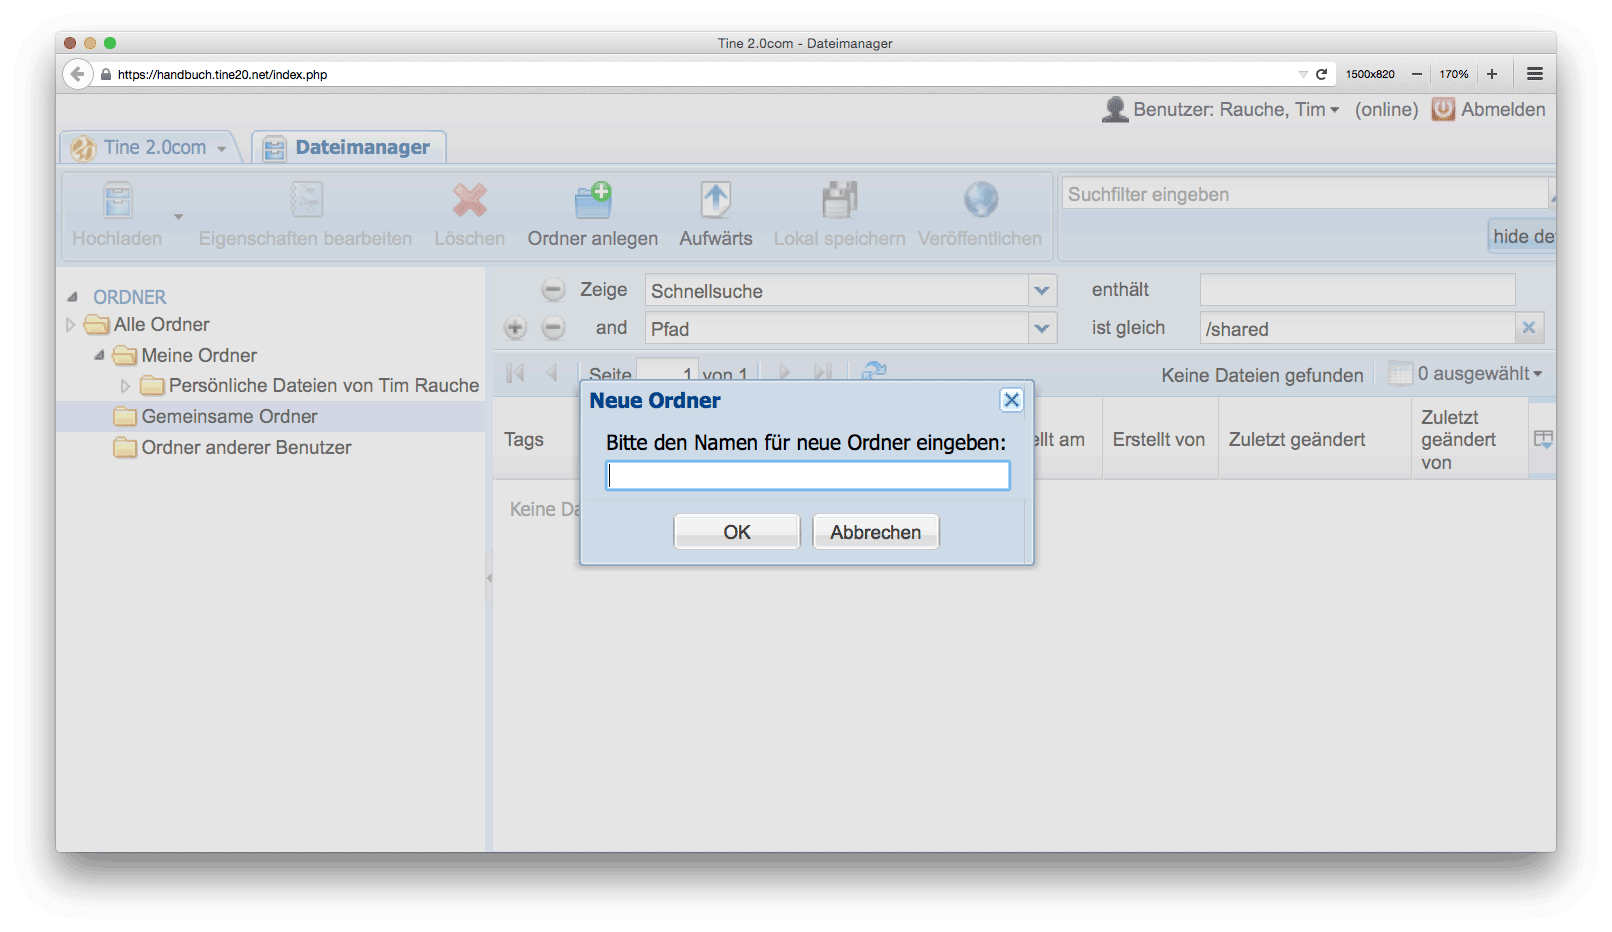 Tine 2.0com - Dateimanager
https://handbuch.tine20.net/index.php
1500x820
170%
Benutzer: Rauche, Tim
(online)
Abmelden
Tine 2.0com
Dateimanager
Hochladen
Eigenschaften bearbeiten
Löschen
Ordner anlegen
Aufwärts
Lokal speichern
Veröffentlichen
Suchfilter eingeben
hide de
ORDNER
Alle Ordner
Meine Ordner
Persönliche Dateien von Tim Rauche
Gemeinsame Ordner
Ordner anderer Benutzer
Zeige
Schnellsuche
enthält
and
Pfad
ist gleich
/shared
Seite
1
von 1
Keine Dateien gefunden
0 ausgewählt
Tags
llt am
Erstellt von
Zuletzt geändert
Zuletzt
geändert
von
Keine Da
Neue Ordner
Bitte den Namen für neue Ordner eingeben:
OK
Abbrechen